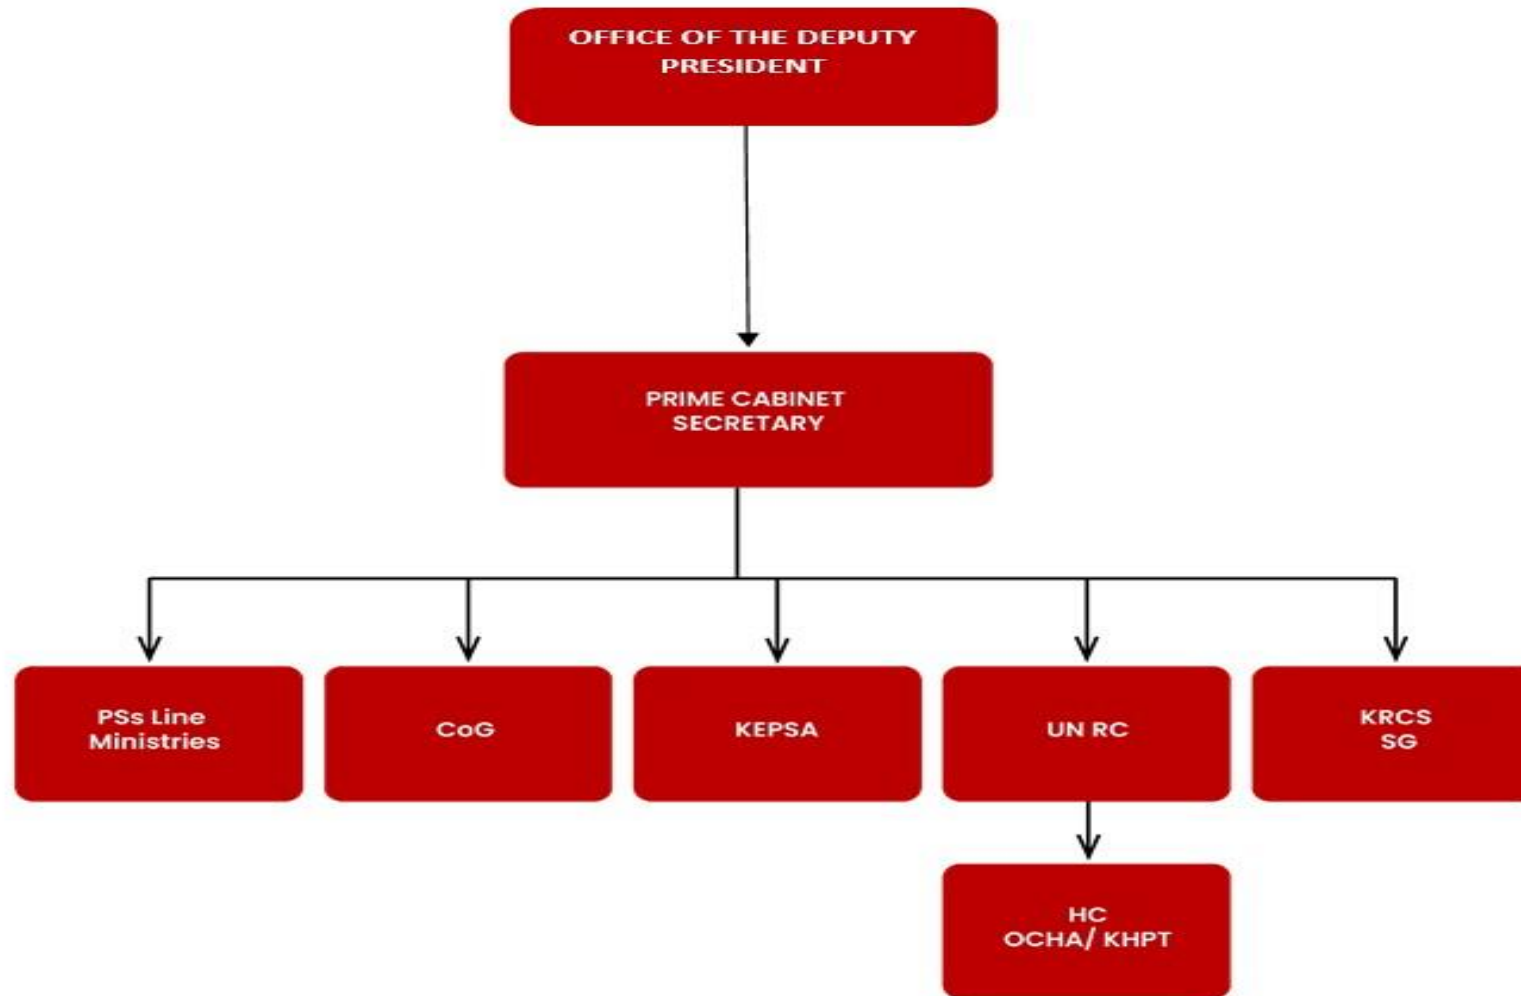 OFFICE OF THE DEPUTY
PRESIDENT
PRIME CABINET
SECRETARY
PSs Line
Ministries
CoG
KEPSA
UN RC
KRCS
SG
HC
OCHA/ KHPT